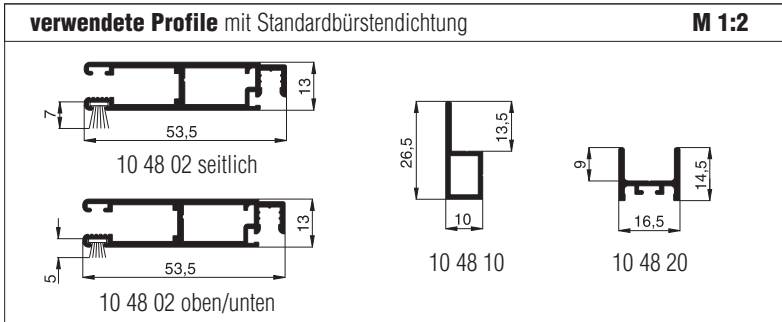 verwendete Profile mit Standardbürstendichtung M 1:2
7
53,5
13
10 48 02 seitlich
5
53,5
13
10 48 02 oben/unten
26,5
13,5
10
10 48 10
9
14,5
16,5
10 48 20